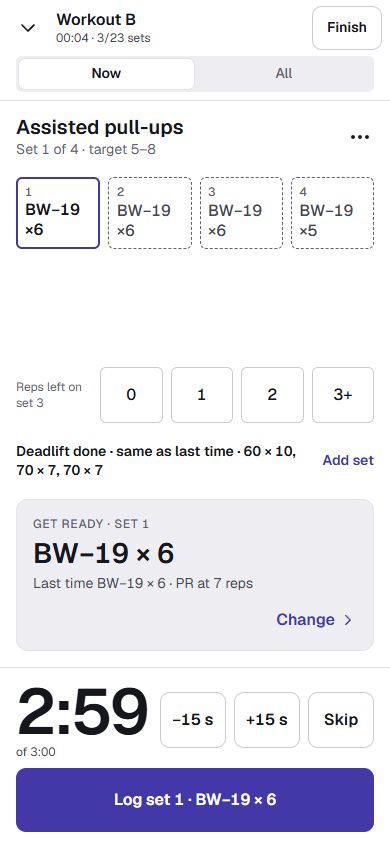 Workout B
00:04 · 3/23 sets
Finish
Now
All
Assisted pull-ups
Set 1 of 4 · target 5–8
1
BW−19
×6
2
BW−19
×6
3
BW−19
×6
4
BW−19
×5
Reps left on
set 3
0
1
2
3+
Deadlift done · same as last time · 60 × 10,
70 × 7, 70 × 7
Add set
GET READY · SET 1
BW−19 × 6
Last time BW−19 × 6 · PR at 7 reps
Change
2:59
of 3:00
−15 s
+15 s
Skip
Log set 1 · BW−19 × 6